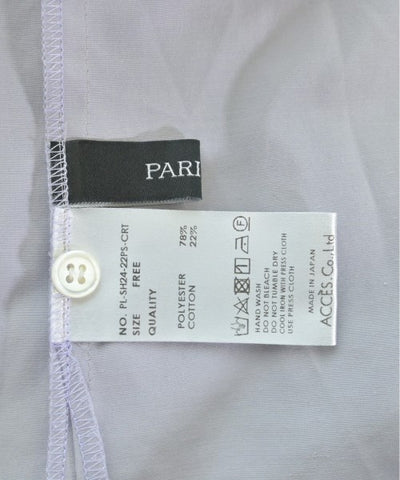 PARI
NO. PL-SH24-22PS-CRT
SIZE FREE
QUALITY
POLYESTER 78%
COTTON 22%
HAND WASH
DO NOT BLEACH
DO NOT TUMBLE DRY
COOL IRON WITH PRESS CLOTH
USE PRESS CLOTH
MADE IN JAPAN
ACCÈS.Co.,Ltd